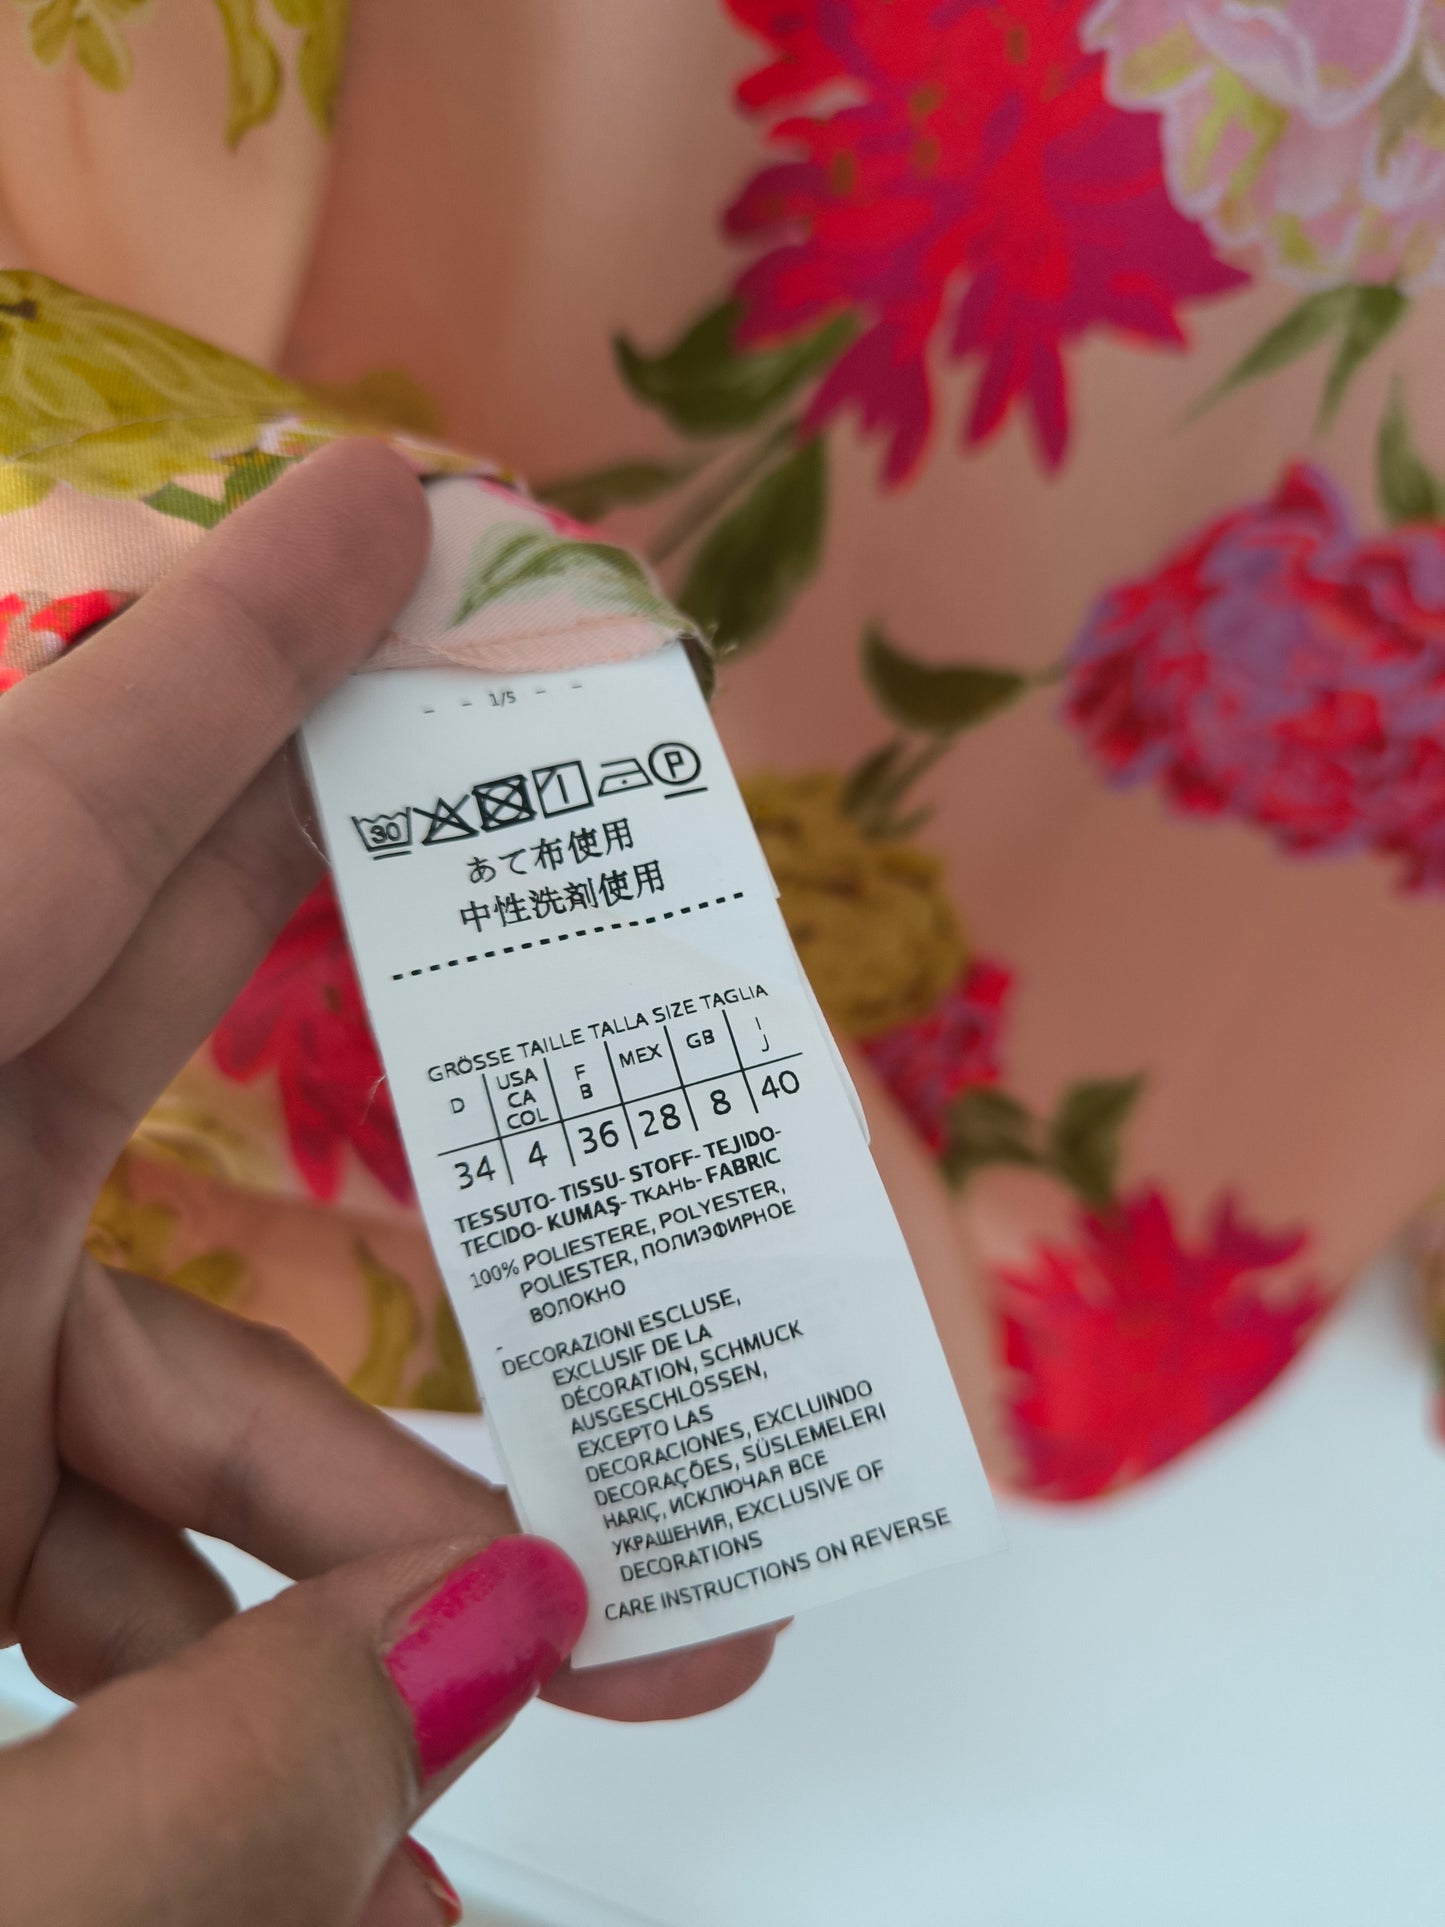 - - 1/5 - -
30 P
あて布使用
中性洗剤使用
GRÖSSE TAILLE TALLA SIZE TAGLIA
D USA CA COL F B MEX GB I J
34 4 36 28 8 40
TESSUTO- TISSU- STOFF- TEJIDO-
TECIDO- KUMAŞ- ТКАНЬ- FABRIC
100% POLIESTERE, POLYESTER,
POLIESTER, ПОЛИЭФИРНОЕ
ВОЛОКНО
-
DECORAZIONI ESCLUSE,
EXCLUSIF DE LA
DÉCORATION, SCHMUCK
AUSGESCHLOSSEN,
EXCEPTO LAS
DECORACIONES, EXCLUINDO
DECORAÇÕES, SÜSLEMELERI
HARIÇ, ИСКЛЮЧАЯ ВСЕ
УКРАШЕНИЯ, EXCLUSIVE OF
DECORATIONS
CARE INSTRUCTIONS ON REVERSE